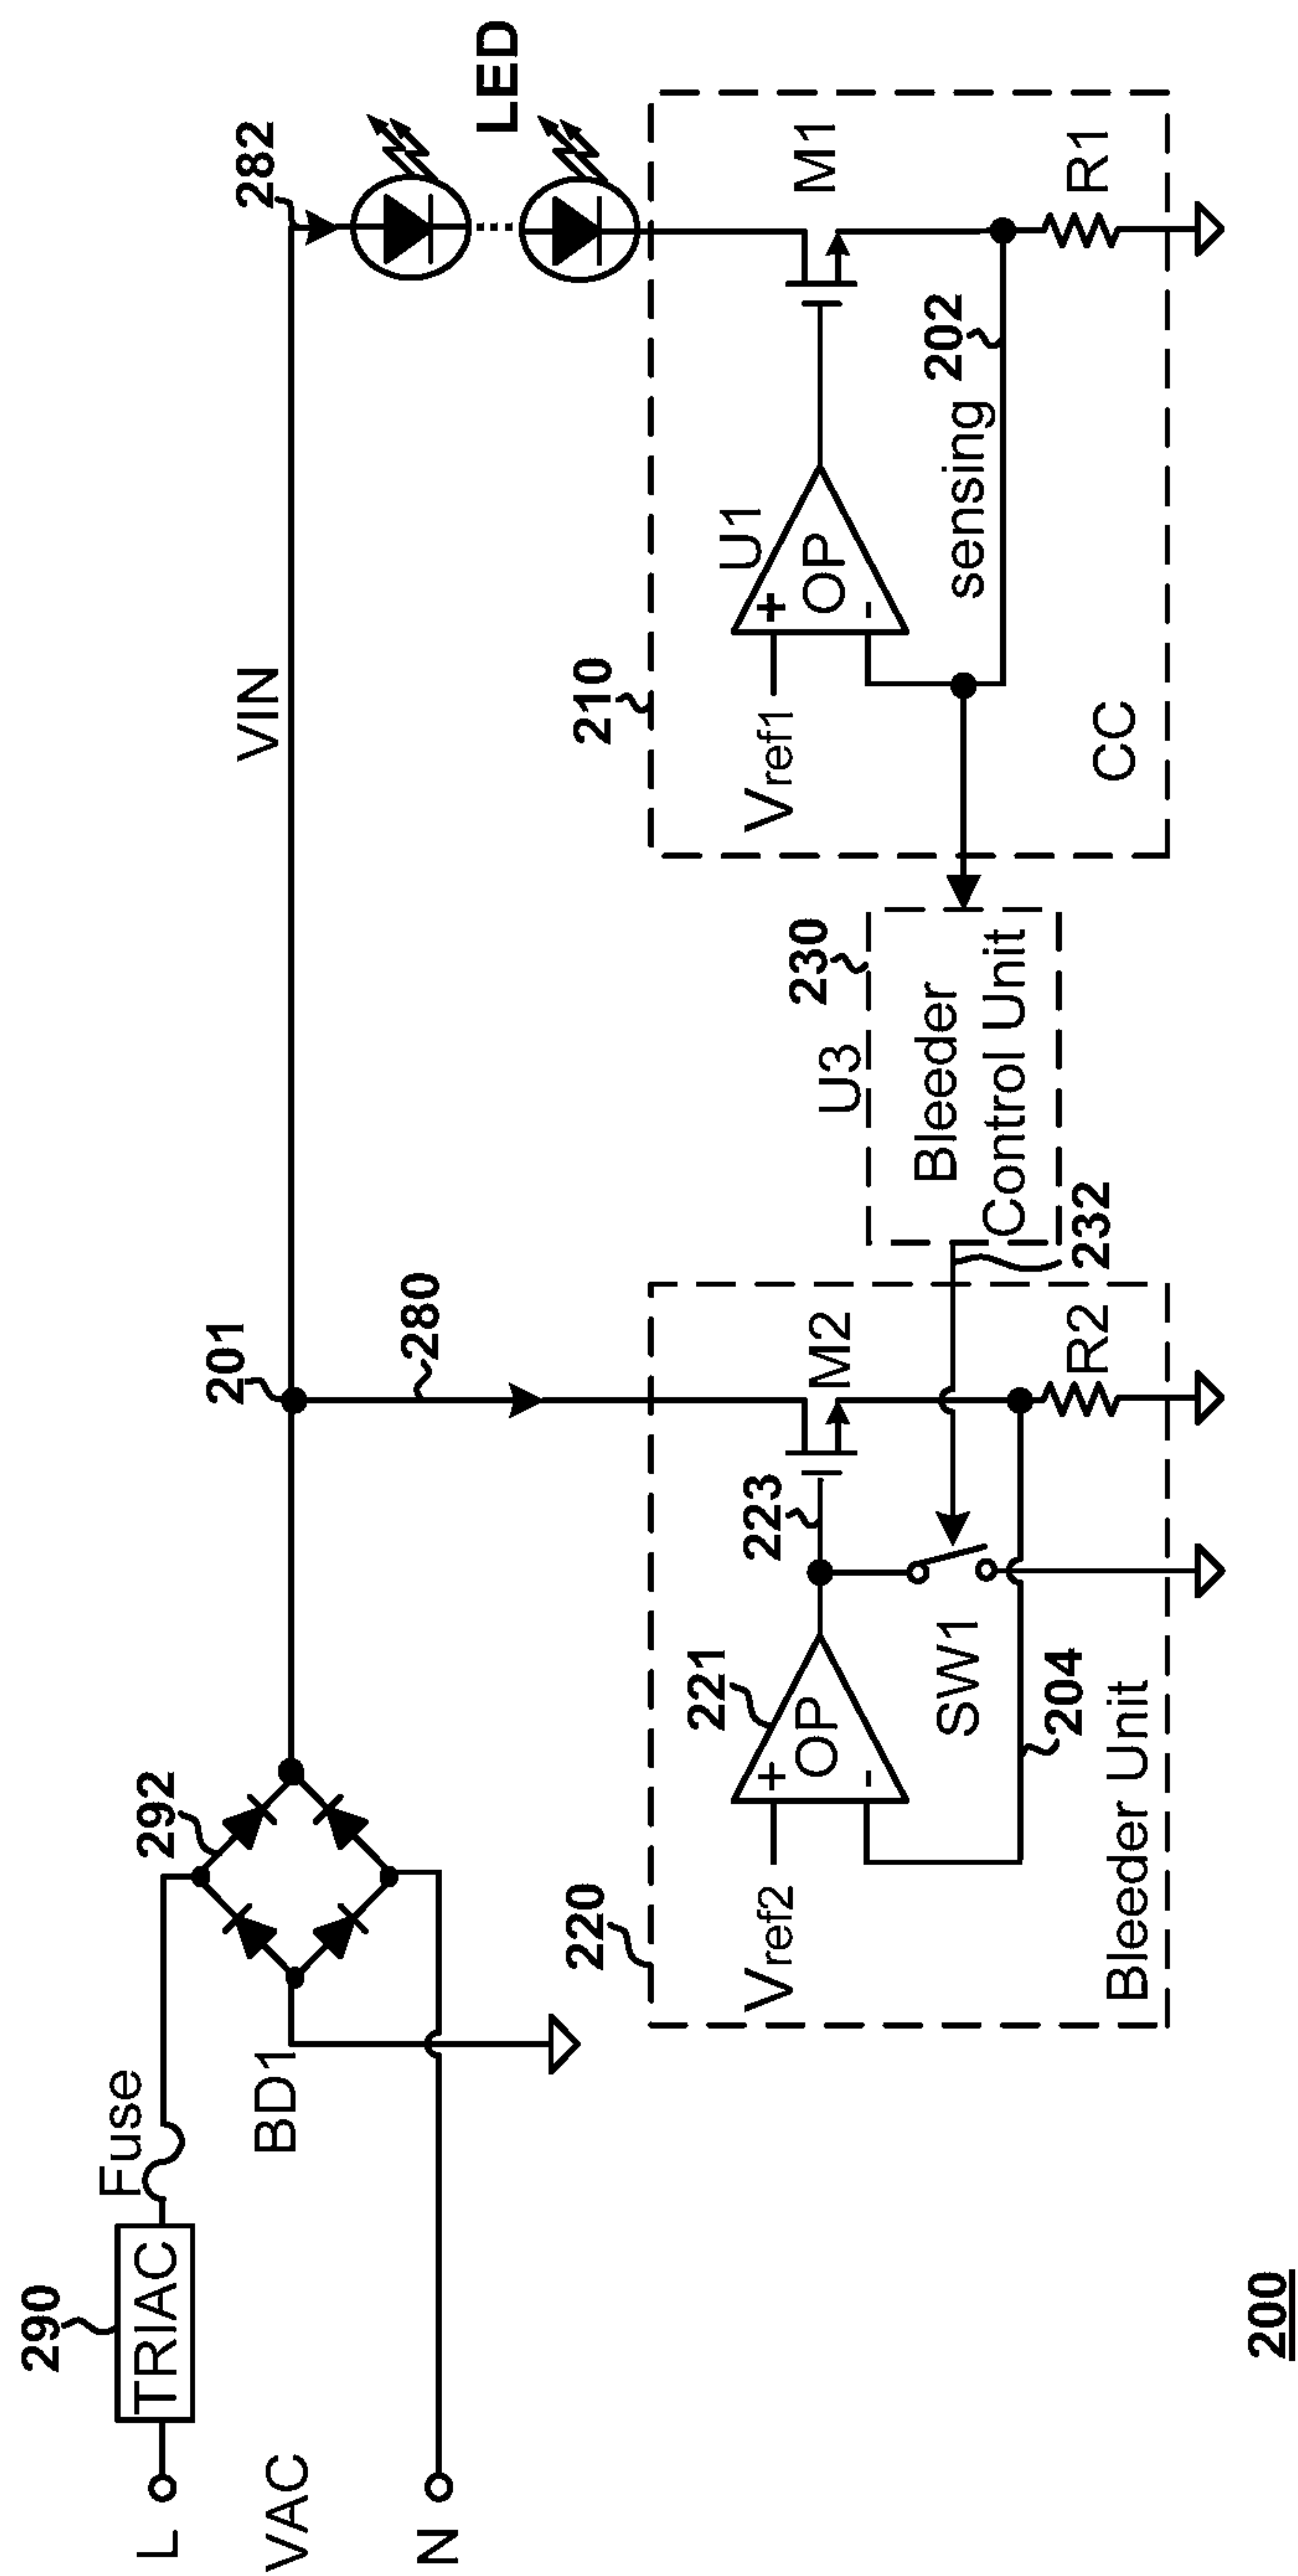 290
L
TRIAC
Fuse
VAC
N
BD1
292
201
VIN
282
LED
280
220
Vref2
221
OP
+
-
223
M2
SW1
204
R2
Bleeder Unit
232
U3
230
Bleeder
Control Unit
210
Vref1
U1
OP
+
-
M1
sensing
202
R1
CC
200